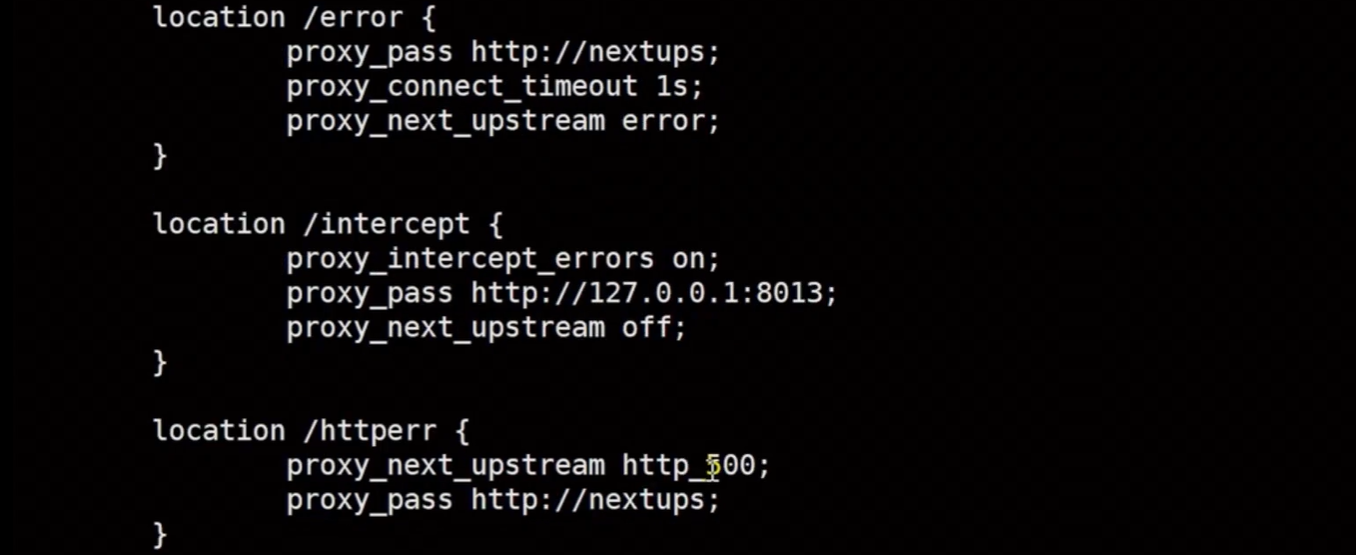 location /error {
proxy_pass http://nextups;
proxy_connect_timeout 1s;
proxy_next_upstream error;
}
location /intercept {
proxy_intercept_errors on;
proxy_pass http://127.0.0.1:8013;
proxy_next_upstream off;
}
location /httperr {
proxy_next_upstream http_500;
proxy_pass http://nextups;
}